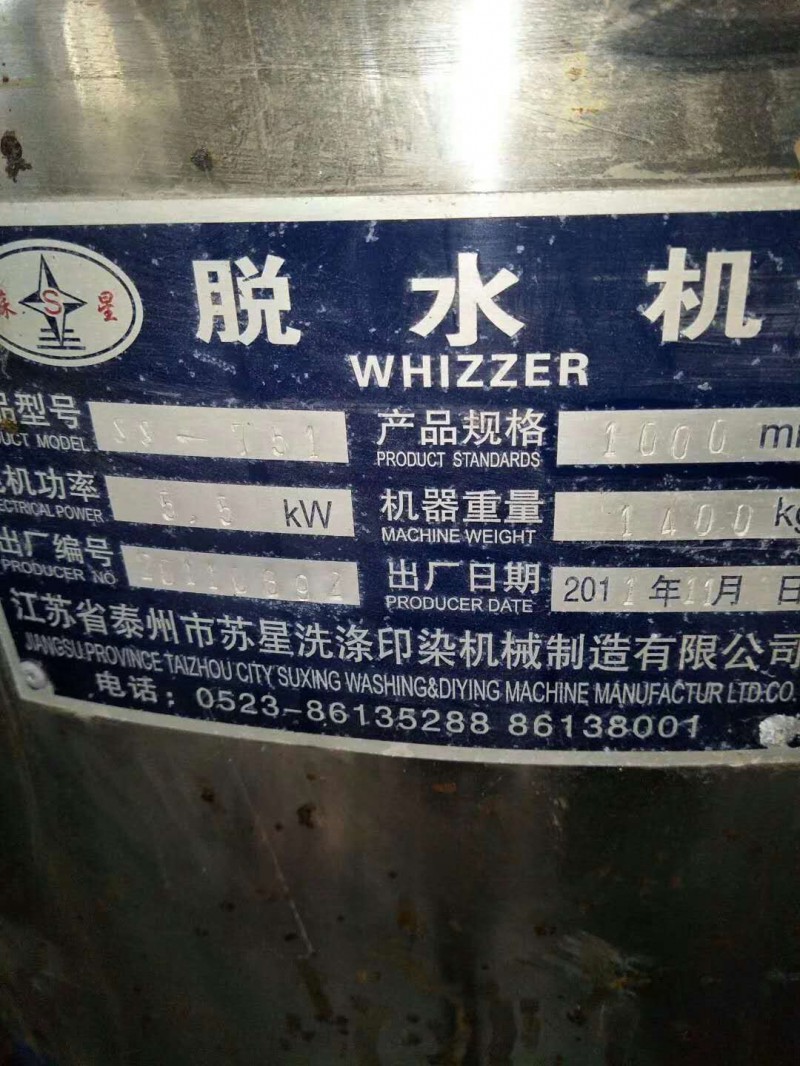 S 星
脱水机
WHIZZER
品型号 产品规格 1000 m
UCT MODEL PRODUCT STANDARDS
机功率 5.5 kW 机器重量 1400 kg
ECTRICAL POWER MACHINE WEIGHT
出厂编号 出厂日期 2011年11月 日
PRODUCER NO PRODUCER DATE
江苏省泰州市苏星洗涤印染机械制造有限公司
JIANGSU.PROVINCE TAIZHOU CITY SUXING WASHING&DIYING MACHINE MANUFACTUR LTD.CO.
电话：0523-86135288 86138001